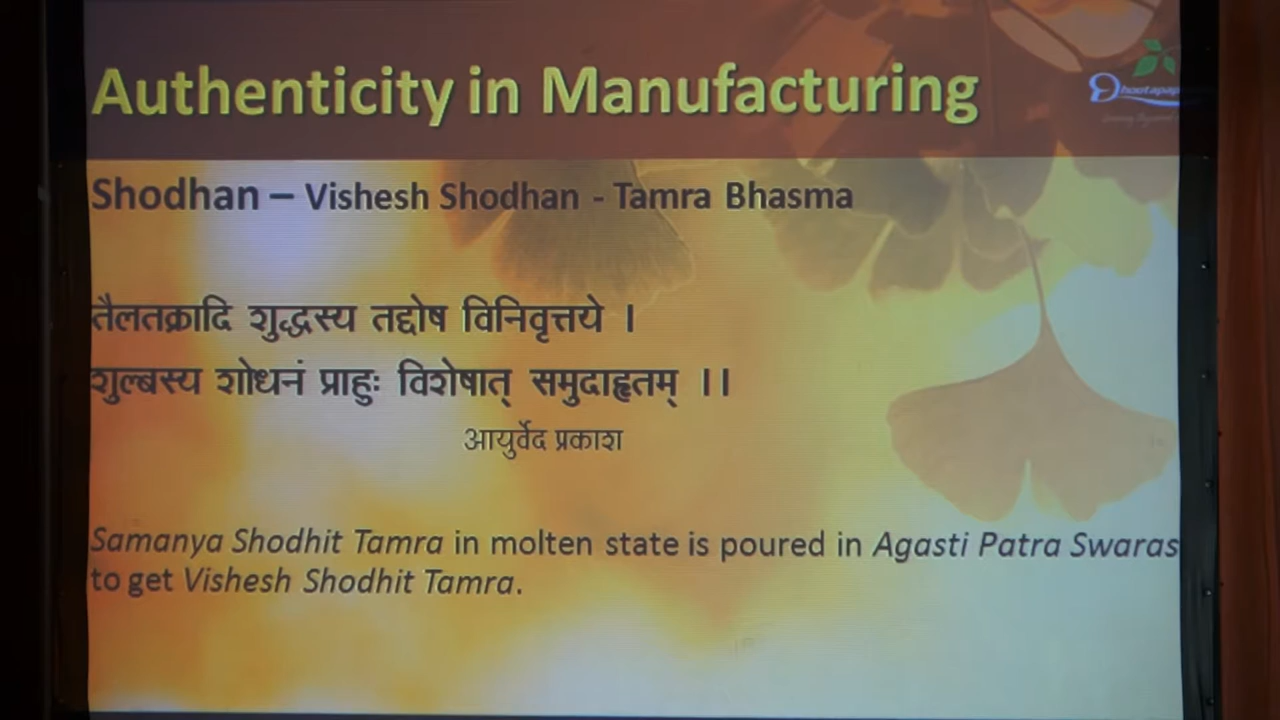 Authenticity in Manufacturing
Shodhan – Vishesh Shodhan - Tamra Bhasma
तैलतक्रादि शुद्धस्य तद्दोष विनिवृत्तये ।
शुल्बस्य शोधनं प्राहुः विशेषात् समुदाहृतम् ।।
आयुर्वेद प्रकाश
Samanya Shodhit Tamra in molten state is poured in Agasti Patra Swaras
to get Vishesh Shodhit Tamra.